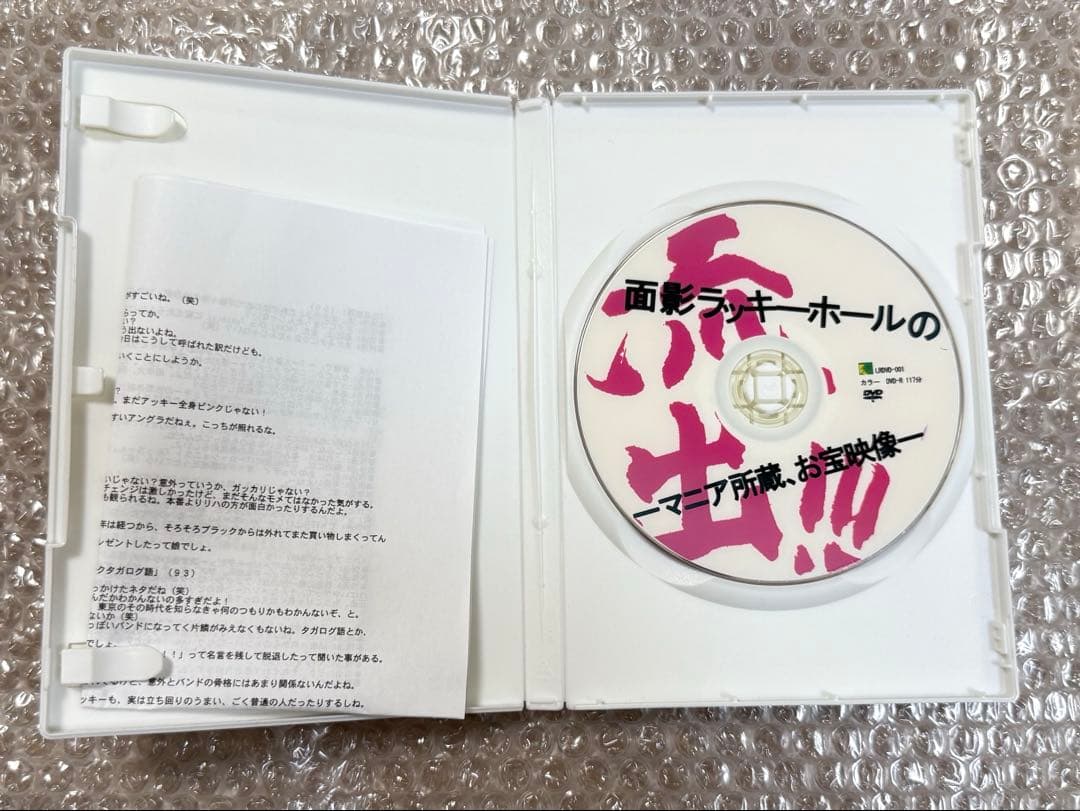 がすごいね。（笑）
らってか。
い？
う出ないよね。
今日はこうして呼ばれた訳だけども。
いくことにしようか。
？
、まだアッキー全身ピンクじゃない！
すいアングラだねぇ。こっちが照れるな。
いじゃない？意外っていうか、ガッカリじゃない？
チェンジは激しかったけど、まだそんなモメてはなかった気がする。
も観られるね。本番よりリハの方が面白かったりするんだよ。
年は経つから、そろそろブラックからは外れてまた買い物しまくってん
レゼントしたって娘でしょ。
クタガログ語」（９３）
っかけたネタだね（笑）
んだかわかんないの多すぎだよ！
、東京のその時代を知らなきゃ何のつもりかもわかんないぞ、と。
ないか（笑）
っぽいバンドになってく片鱗がみえなくもないね。タガログ語とか、
でしょ
！！」って名言を残して脱退したって聞いた事がある。
れてるけど、意外とバンドの骨格にはあまり関係ないんだよね。
ッキーも、実は立ち回りのうまい、ごく普通の人だったりするしね。
流出!!!
面影ラッキーホールの
LHDVD-001
カラー DVD-R 117分
DVD
ーマニア所蔵、お宝映像ー